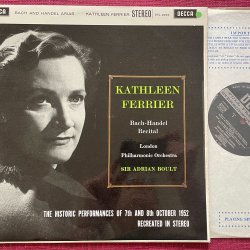 DECCA
BACH AND HANDEL ARIAS
KATHLEEN FERRIER
STEREO
DECCA
KATHLEEN
FERRIER
Bach-Handel
Recital
London
Philharmonic Orchestra
SIR ADRIAN BOULT
THE HISTORIC PERFORMANCES OF 7th AND 8th OCTOBER 1952
RECREATED IN STEREO
PLAYING